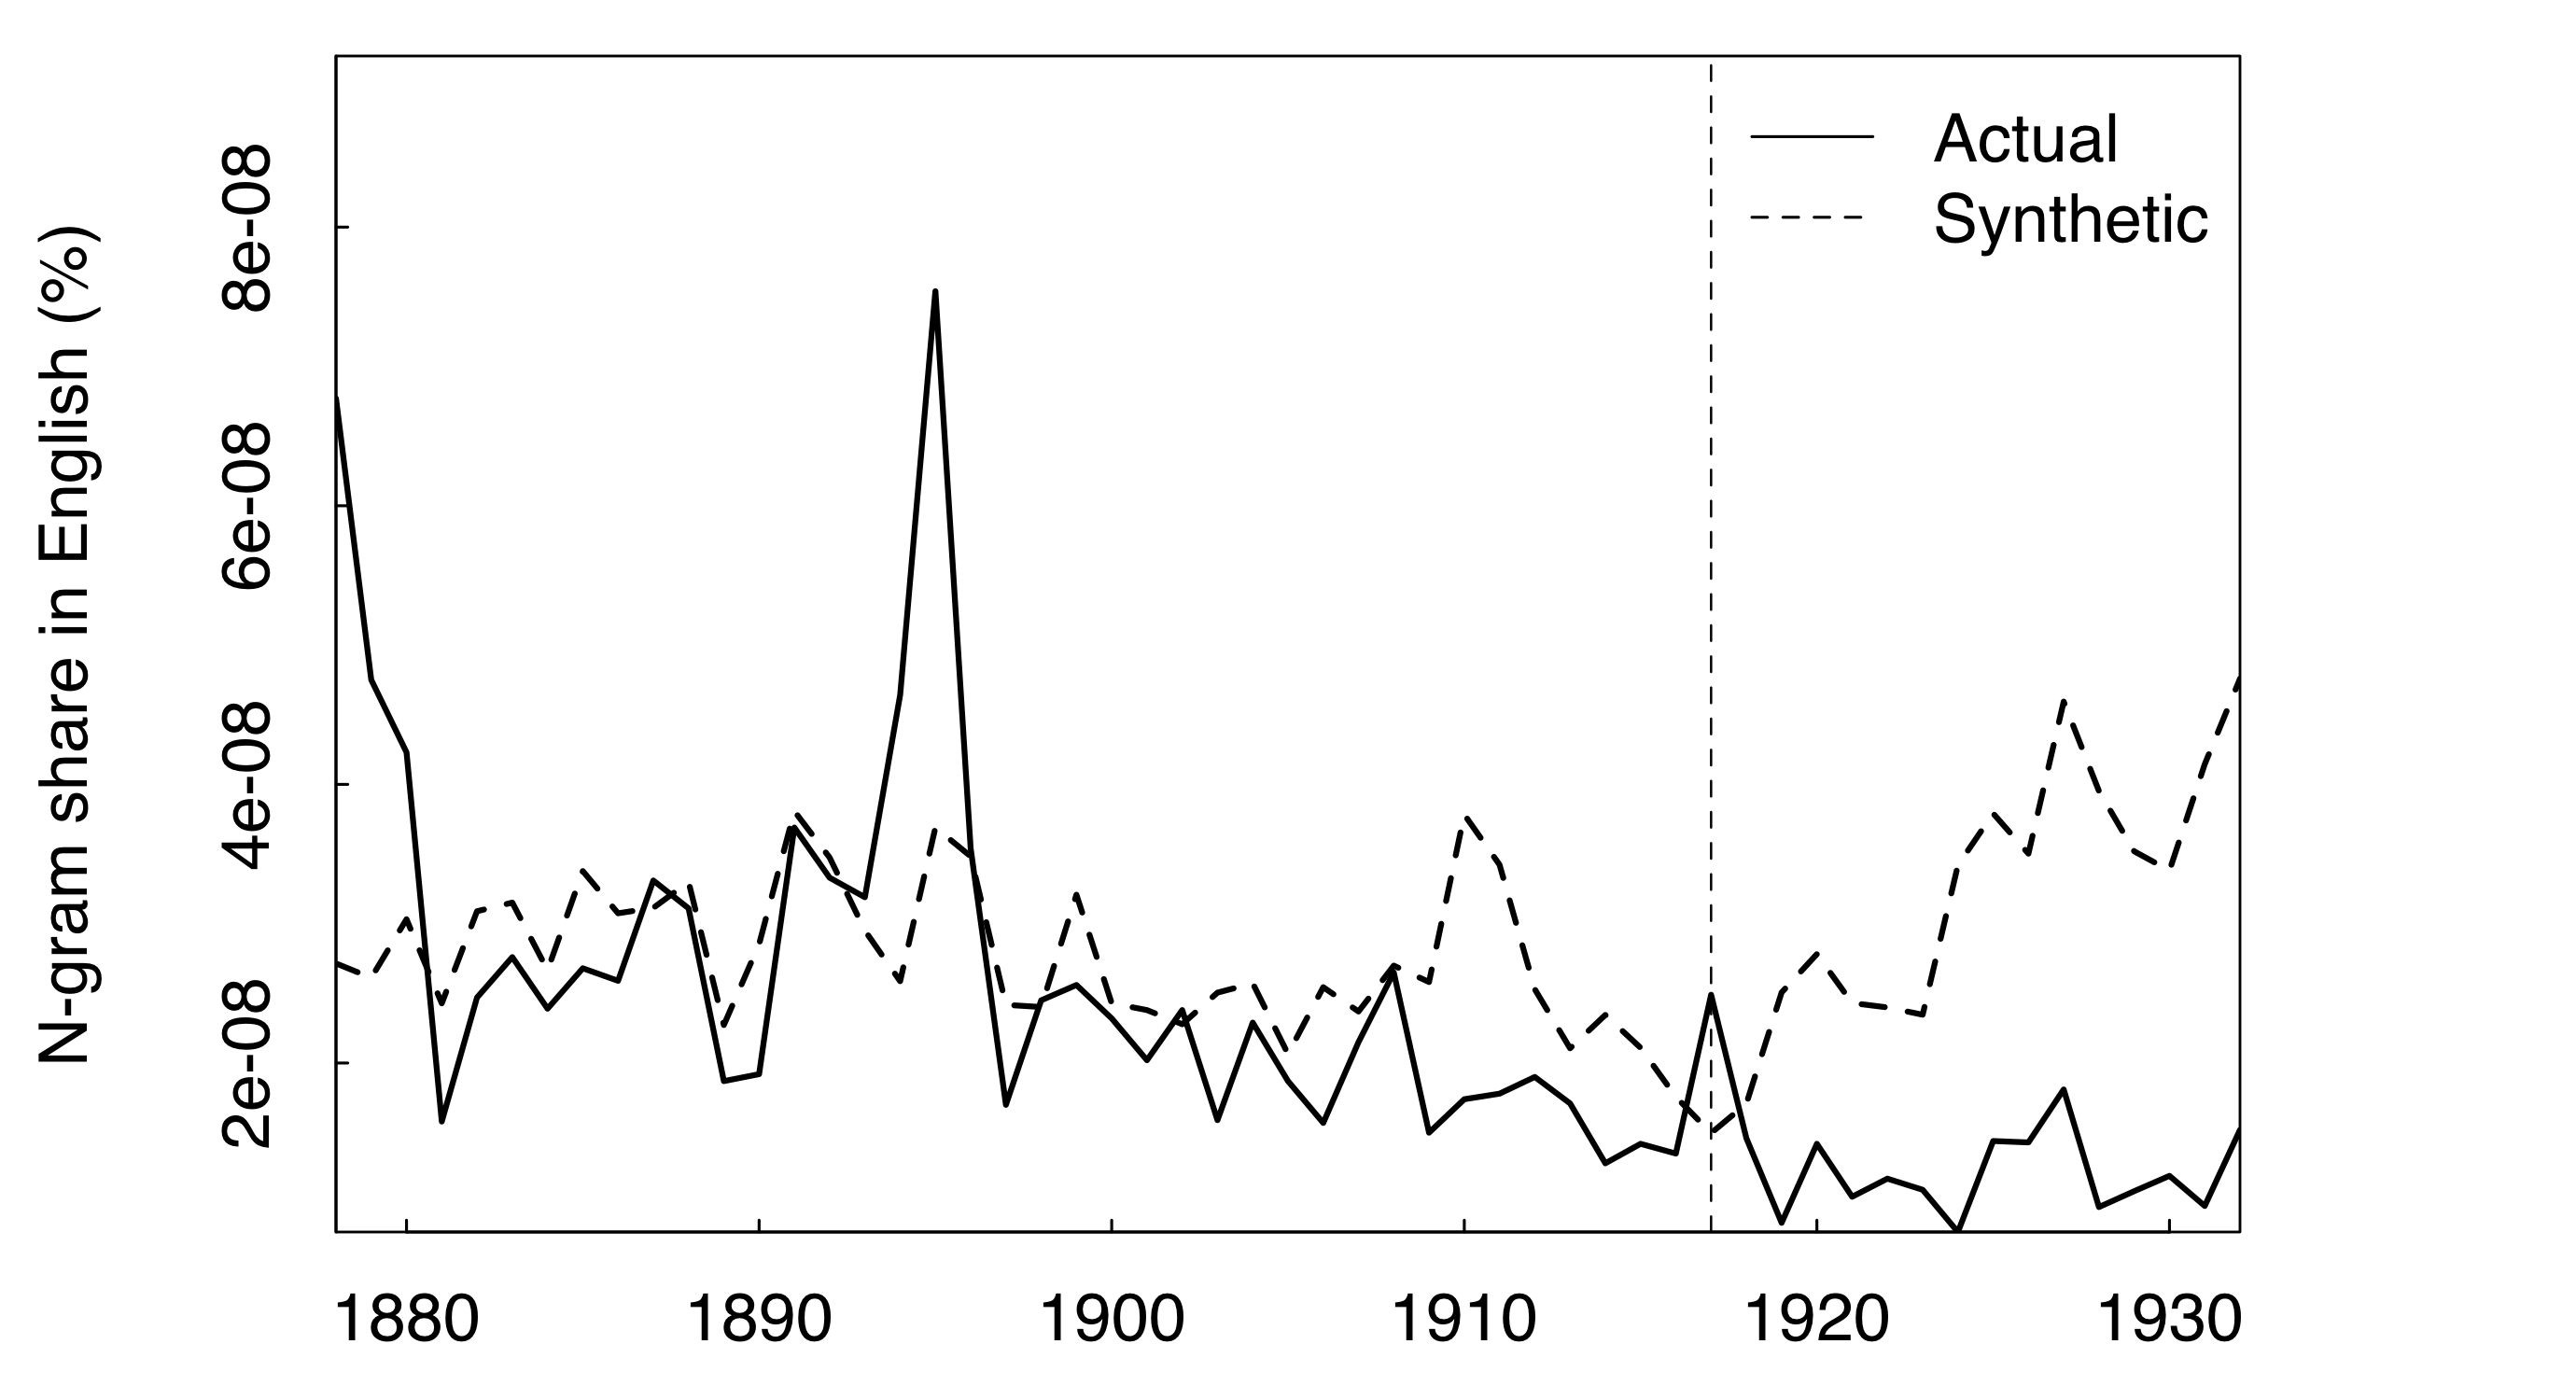 N-gram share in English (%)
8e-08
6e-08
4e-08
2e-08
Actual
Synthetic
1880 1890 1900 1910 1920 1930